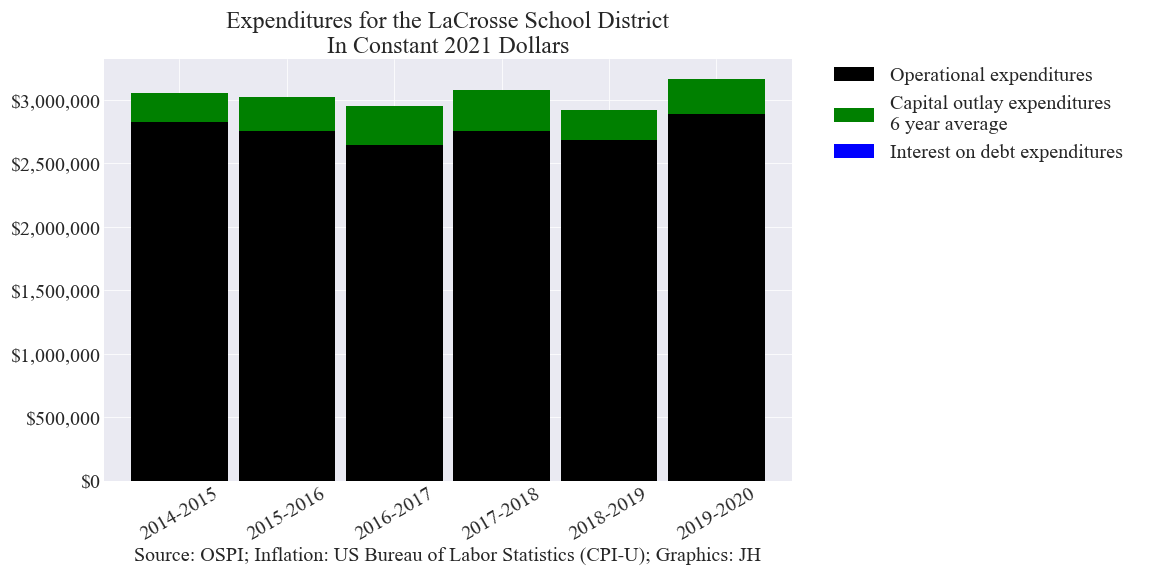 Expenditures for the LaCrosse School District
In Constant 2021 Dollars
Operational expenditures
Capital outlay expenditures
6 year average
Interest on debt expenditures
$3,000,000
$2,500,000
$2,000,000
$1,500,000
$1,000,000
$500,000
$0
2014-2015
2015-2016
2016-2017
2017-2018
2018-2019
2019-2020
Source: OSPI; Inflation: US Bureau of Labor Statistics (CPI-U); Graphics: JH